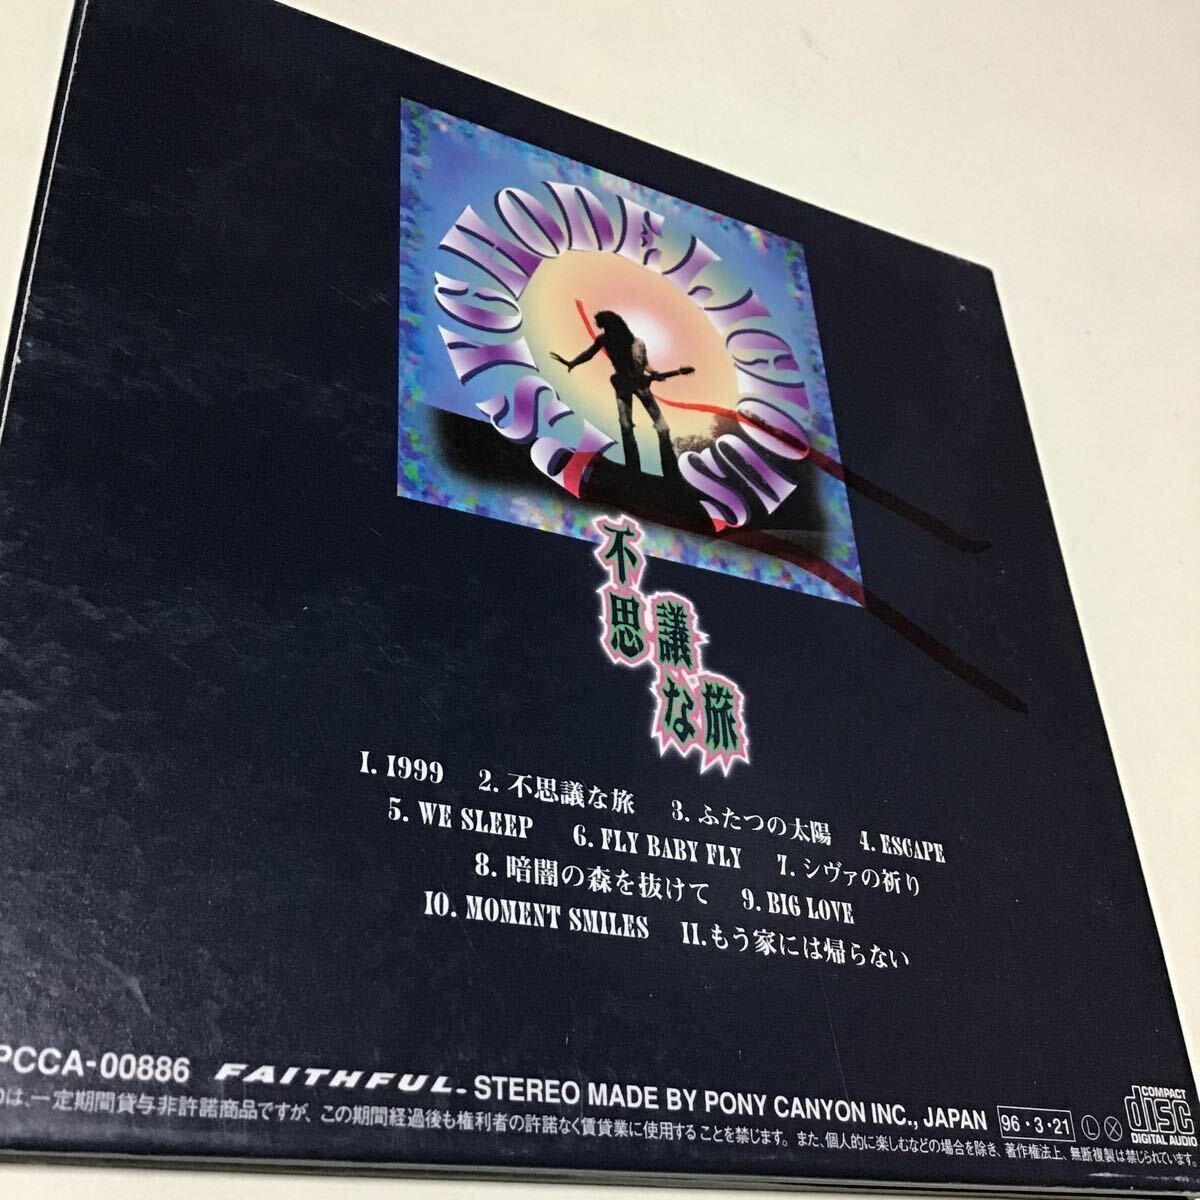 PSYCHODELICIOUS
不思議な旅
1. 1999 2. 不思議な旅 3. ふたつの太陽 4. ESCAPE
5. WE SLEEP 6. FLY BABY FLY 7. シヴァの祈り
8. 暗闇の森を抜けて 9. BIG LOVE
10. MOMENT SMILES 11. もう家には帰らない
PCCA-00886 FAITHFUL STEREO MADE BY PONY CANYON INC., JAPAN 96・3・21 L X COMPACT disc DIGITAL AUDIO
のは、一定期間貸与非許諾商品ですが、この期間経過後も権利者の許諾なく賃貸業に使用することを禁じます。また、個人的に楽しむなどの場合を除き、著作権法上、無断複製は禁じられています。